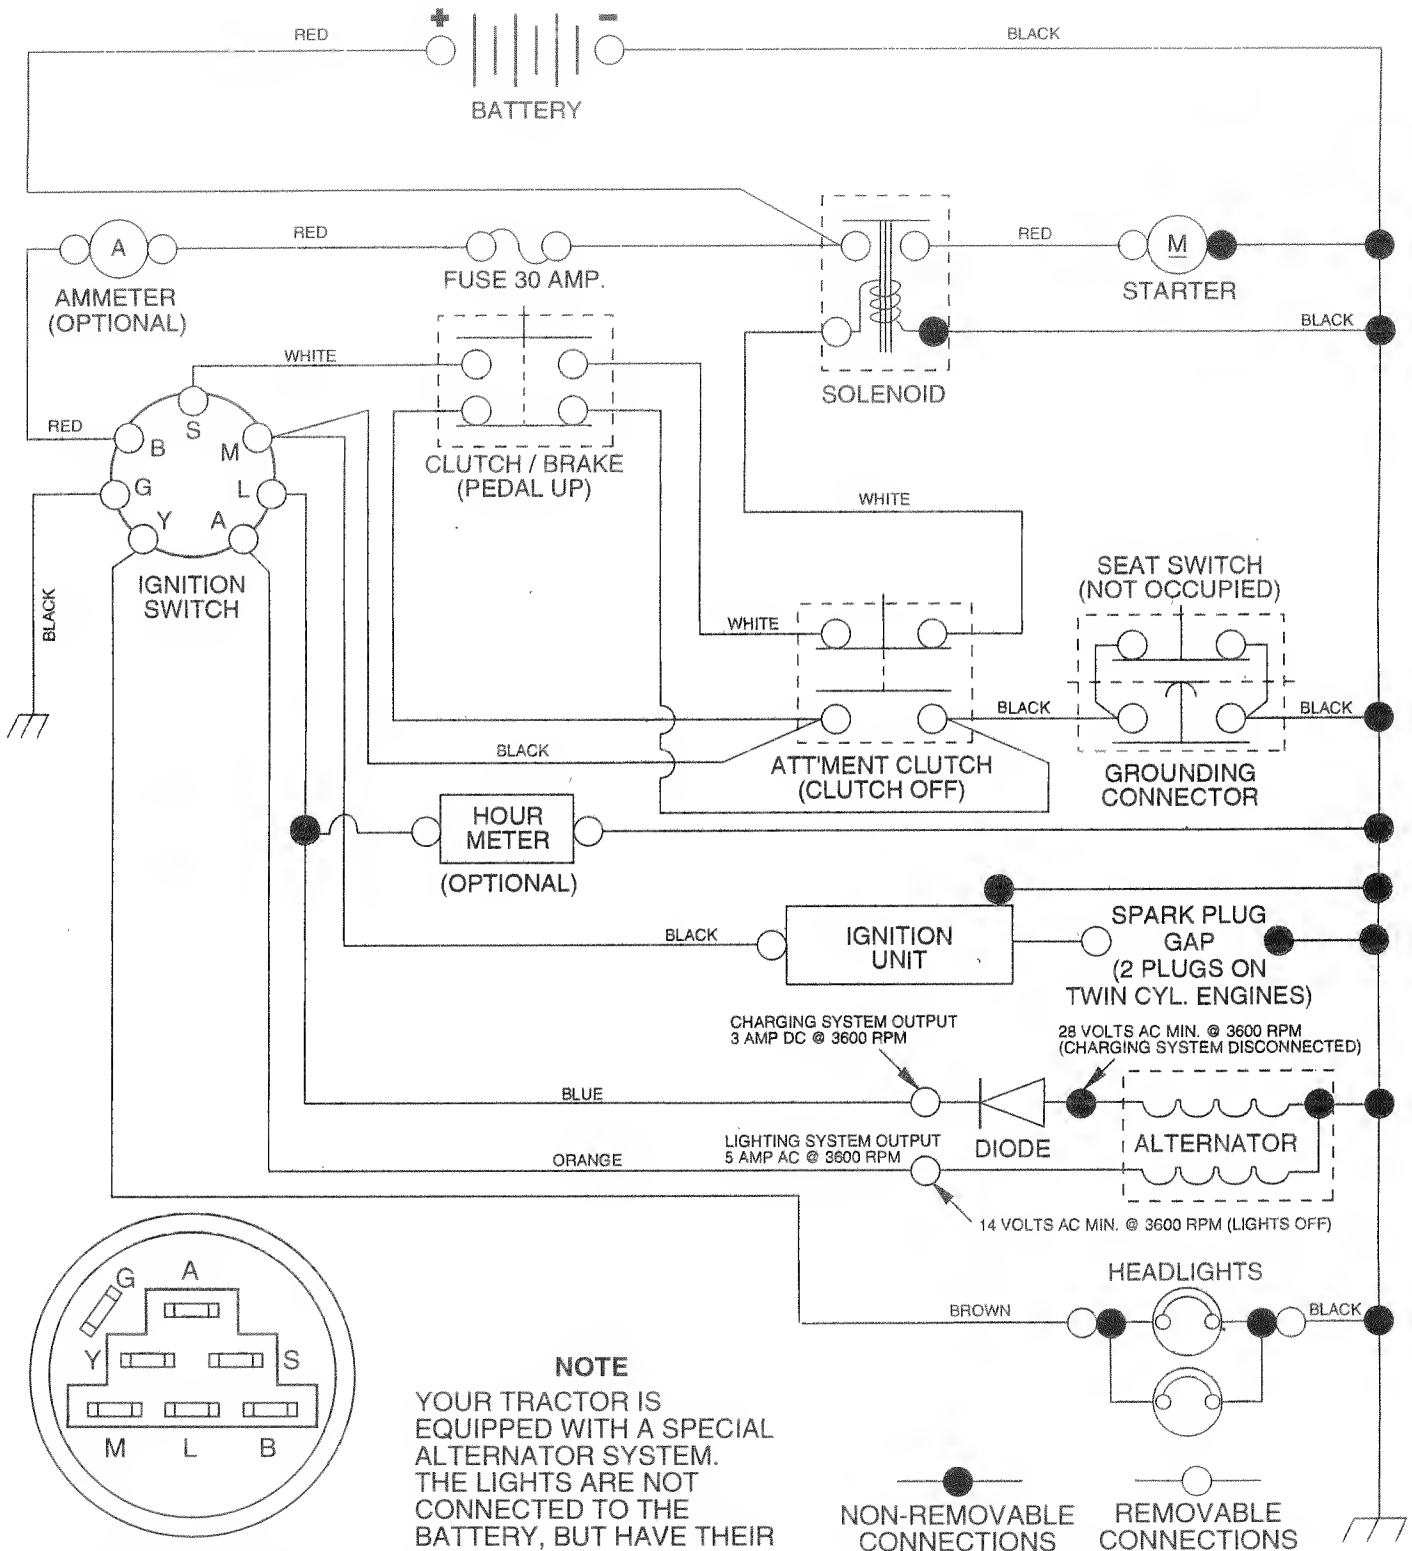 +
-
RED
BLACK
BATTERY
A
RED
FUSE 30 AMP.
AMMETER
(OPTIONAL)
RED
M
STARTER
BLACK
SOLENOID
WHITE
RED
S
B
M
G
L
Y
A
IGNITION
SWITCH
BLACK
CLUTCH / BRAKE
(PEDAL UP)
WHITE
SEAT SWITCH
(NOT OCCUPIED)
WHITE
BLACK
BLACK
BLACK
ATT'MENT CLUTCH
(CLUTCH OFF)
GROUNDING
CONNECTOR
HOUR
METER
(OPTIONAL)
BLACK
IGNITION
UNIT
SPARK PLUG
GAP
(2 PLUGS ON
TWIN CYL. ENGINES)
CHARGING SYSTEM OUTPUT
3 AMP DC @ 3600 RPM
28 VOLTS AC MIN. @ 3600 RPM
(CHARGING SYSTEM DISCONNECTED)
BLUE
DIODE
ALTERNATOR
LIGHTING SYSTEM OUTPUT
5 AMP AC @ 3600 RPM
ORANGE
14 VOLTS AC MIN. @ 3600 RPM (LIGHTS OFF)
HEADLIGHTS
BROWN
BLACK
G
A
Y
S
M
L
B
NOTE
YOUR TRACTOR IS
EQUIPPED WITH A SPECIAL
ALTERNATOR SYSTEM.
THE LIGHTS ARE NOT
CONNECTED TO THE
BATTERY, BUT HAVE THEIR
NON-REMOVABLE
CONNECTIONS
REMOVABLE
CONNECTIONS